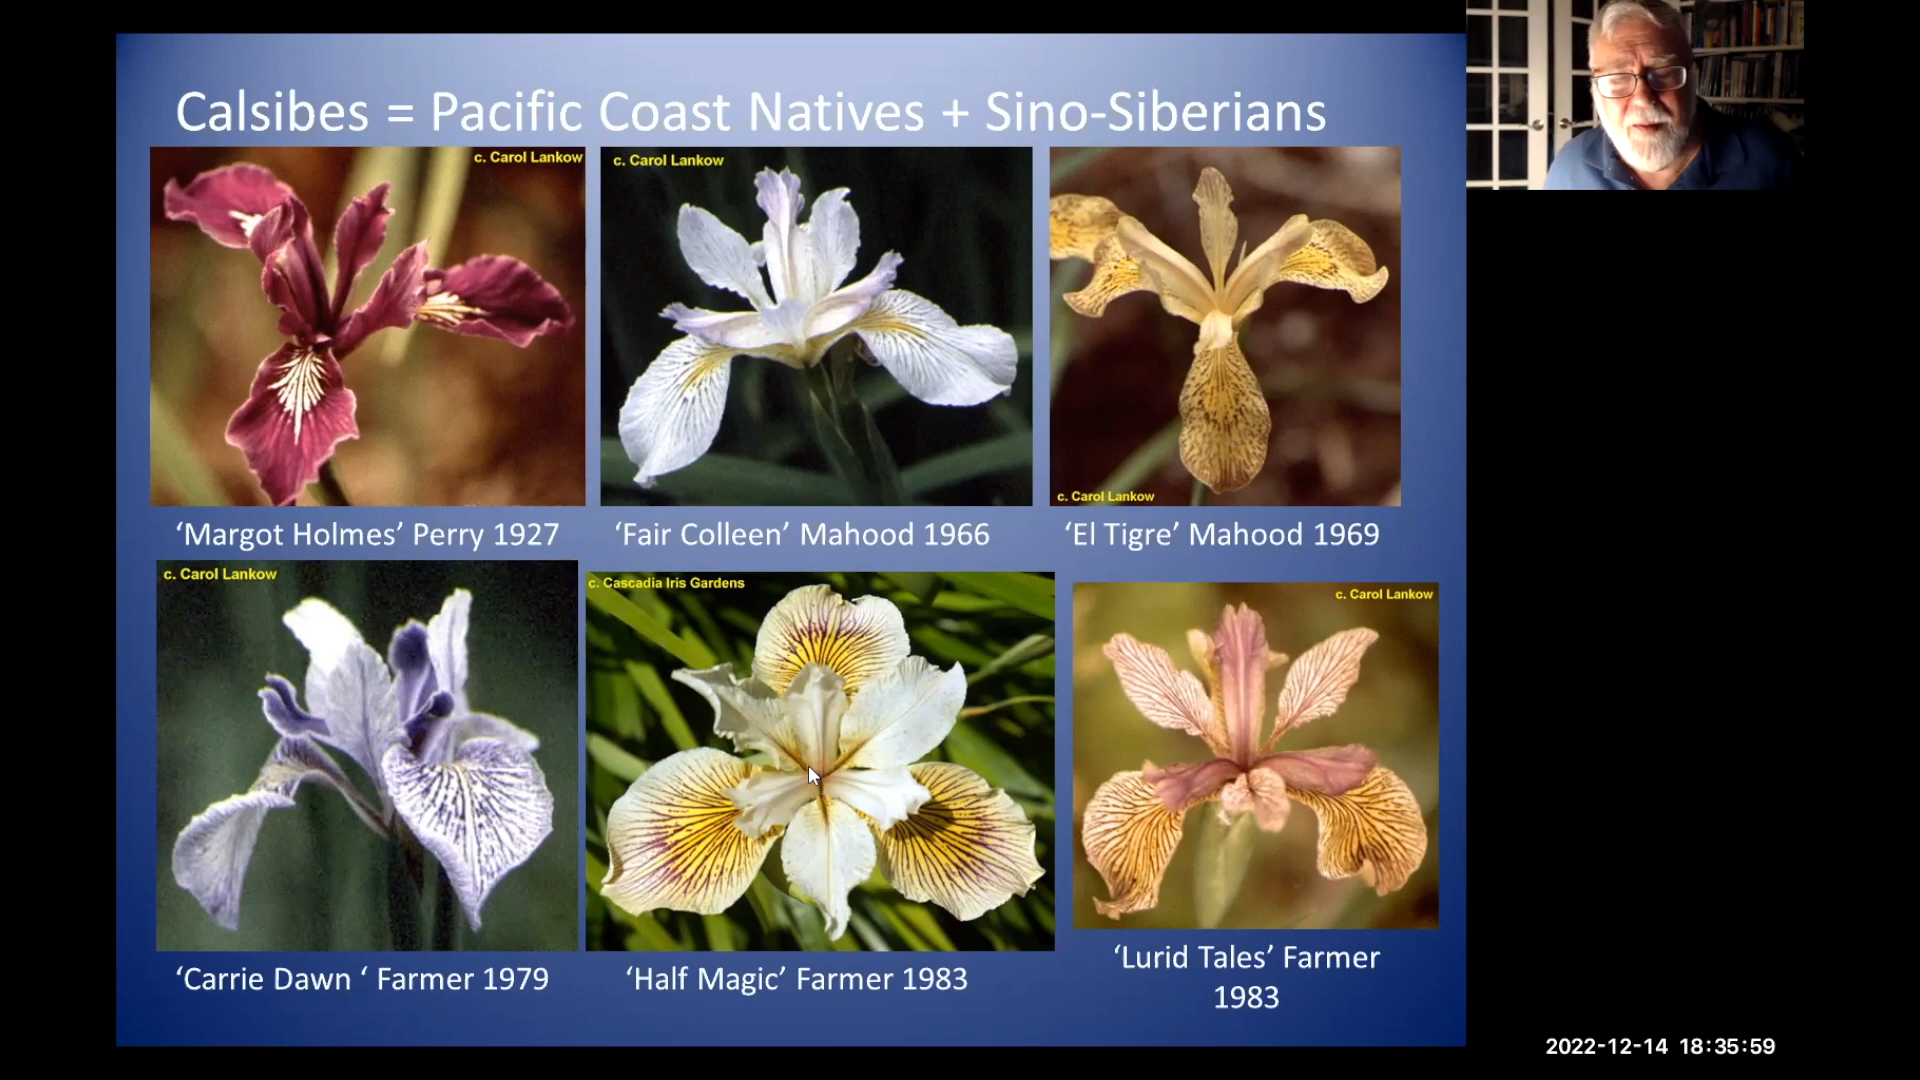 Calsibes = Pacific Coast Natives + Sino-Siberians
c. Carol Lankow
c. Carol Lankow
c. Carol Lankow
‘Margot Holmes’ Perry 1927
‘Fair Colleen’ Mahood 1966
‘El Tigre’ Mahood 1969
c. Carol Lankow
c. Cascadia Iris Gardens
c. Carol Lankow
‘Carrie Dawn ‘ Farmer 1979
‘Half Magic’ Farmer 1983
‘Lurid Tales’ Farmer
1983
2022-12-14 18:35:59